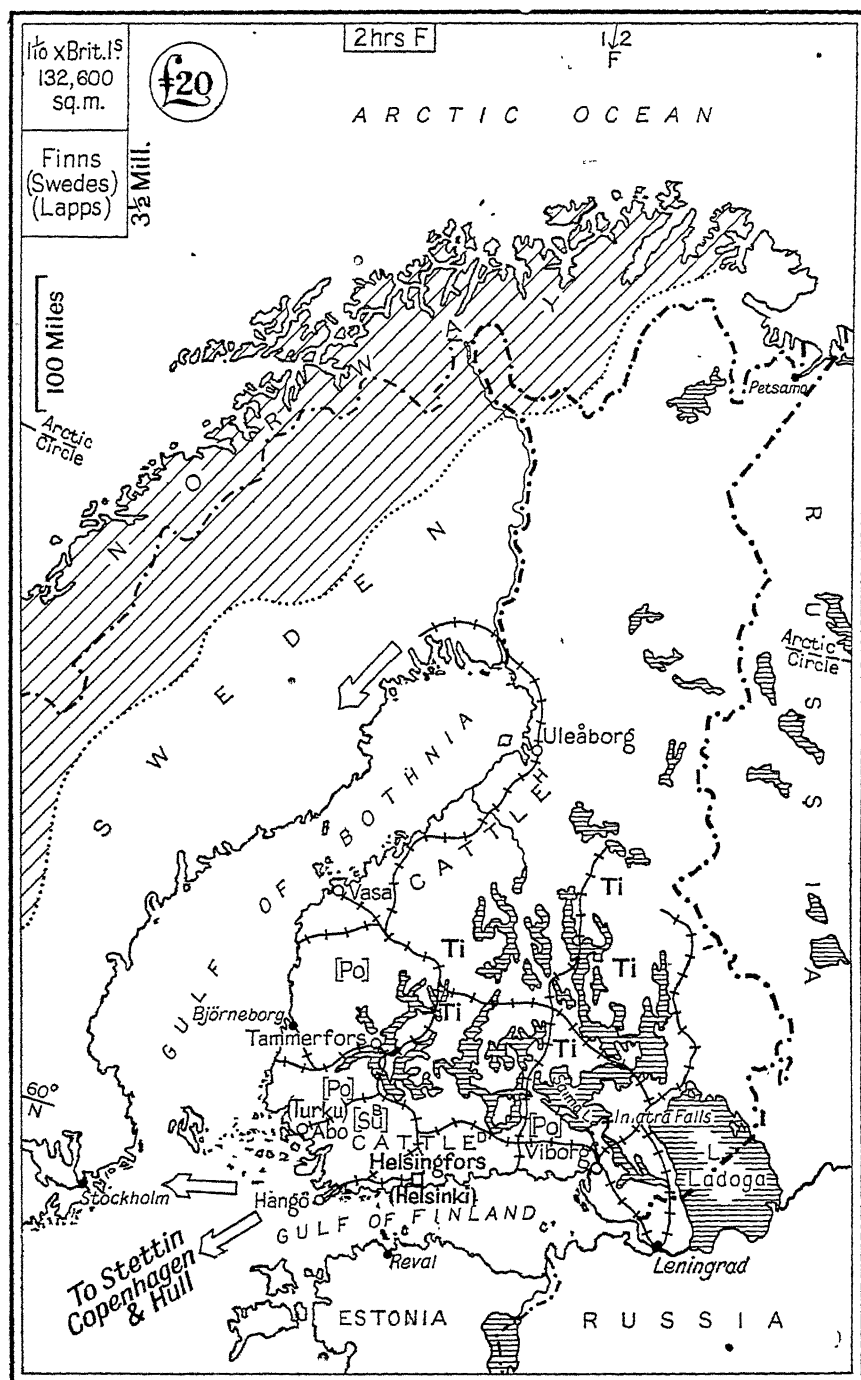 1 1/10 x Brit. Is.
132,600
sq.m.
£20
2 hrs F
1 2
F
ARCTIC OCEAN
Finns
(Swedes)
(Lapps)
3½ Mill.
100 Miles
Arctic
Circle
NORWAY
Petsamo
SWEDEN
RUSSIA
Arctic
Circle
Uleåborg
GULF OF BOTHNIA
CATTLE H
Vasa
Ti
Ti
Ti
[Po]
Ti
Björneborg
Tammerfors
Ti
60°
N
[Po]
(Turku)
Åbo
[Su B]
[Po]
Imatra Falls
CATTLE D
Viborg
L.
Ladoga
Helsingfors
(Helsinki)
Stockholm
Hangö
GULF OF FINLAND
Reval
Leningrad
To Stettin
Copenhagen
& Hull
ESTONIA
RUSSIA